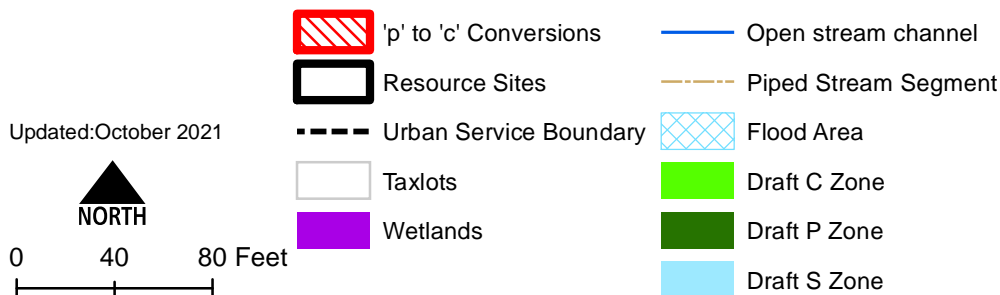 Updated:October 2021
NORTH
0 40 80 Feet
'p' to 'c' Conversions
Resource Sites
Urban Service Boundary
Taxlots
Wetlands
Open stream channel
Piped Stream Segment
Flood Area
Draft C Zone
Draft P Zone
Draft S Zone